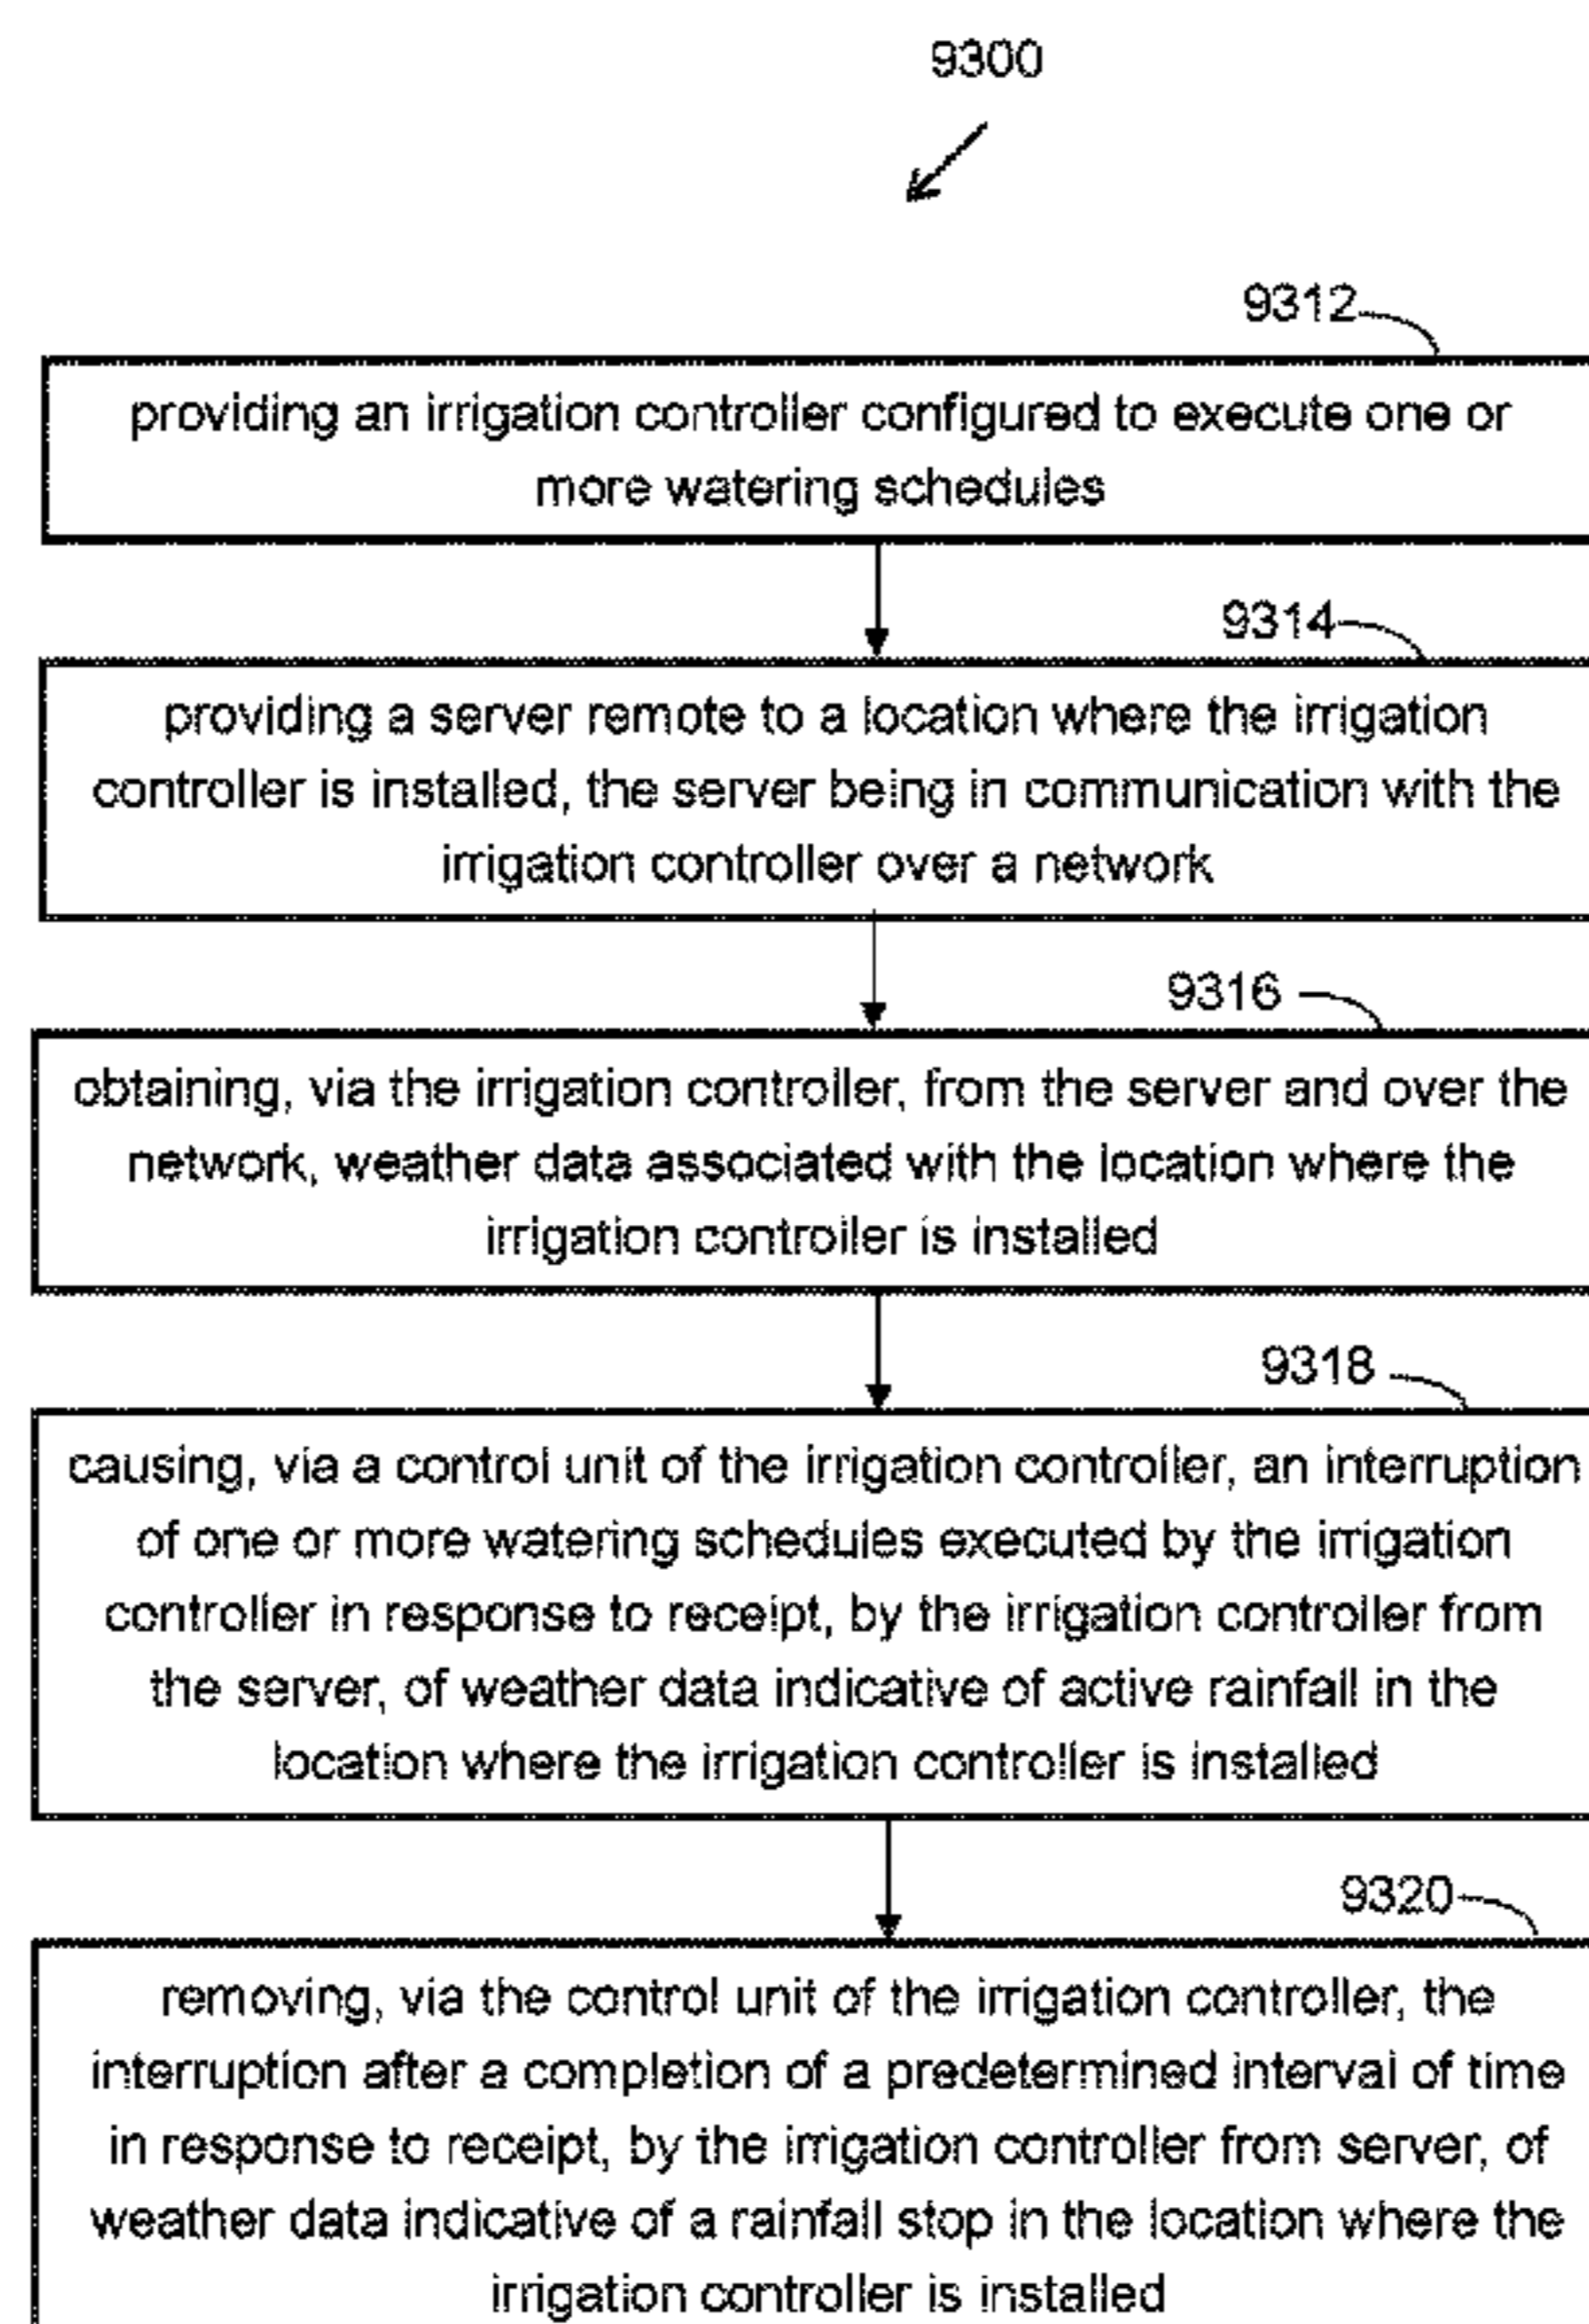 9300
9312
providing an irrigation controller configured to execute one or
more watering schedules
9314
providing a server remote to a location where the irrigation
controller is installed, the server being in communication with the
irrigation controller over a network
9316
obtaining, via the irrigation controller, from the server and over the
network, weather data associated with the location where the
irrigation controller is installed
9318
causing, via a control unit of the irrigation controller, an interruption
of one or more watering schedules executed by the irrigation
controller in response to receipt, by the irrigation controller from
the server, of weather data indicative of active rainfall in the
location where the irrigation controller is installed
9320
removing, via the control unit of the irrigation controller, the
interruption after a completion of a predetermined interval of time
in response to receipt, by the irrigation controller from server, of
weather data indicative of a rainfall stop in the location where the
irrigation controller is installed